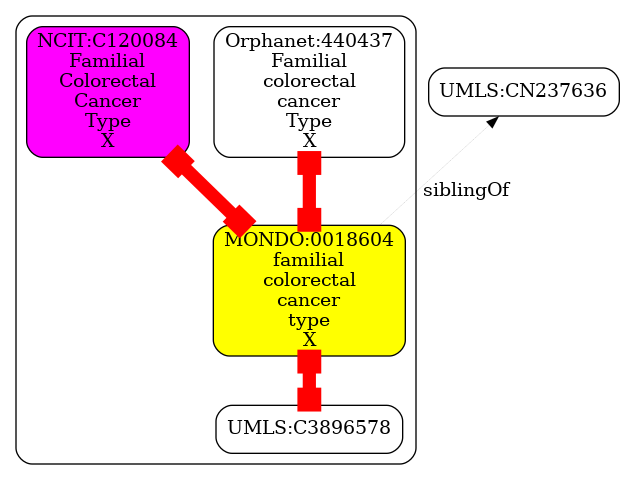 NCIT:C120084
Familial
Colorectal
Cancer
Type
X
Orphanet:440437
Familial
colorectal
cancer
Type
X
UMLS:CN237636
siblingOf
MONDO:0018604
familial
colorectal
cancer
type
X
UMLS:C3896578